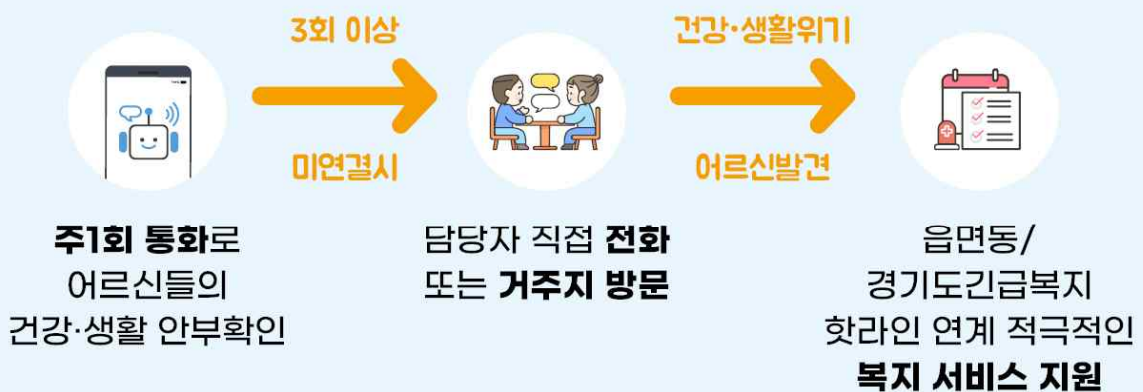 3회 이상
미연결시
건강·생활위기
어르신발견
주1회 통화로
어르신들의
건강·생활 안부확인
담당자 직접 전화
또는 거주지 방문
읍면동/
경기도긴급복지
핫라인 연계 적극적인
복지 서비스 지원